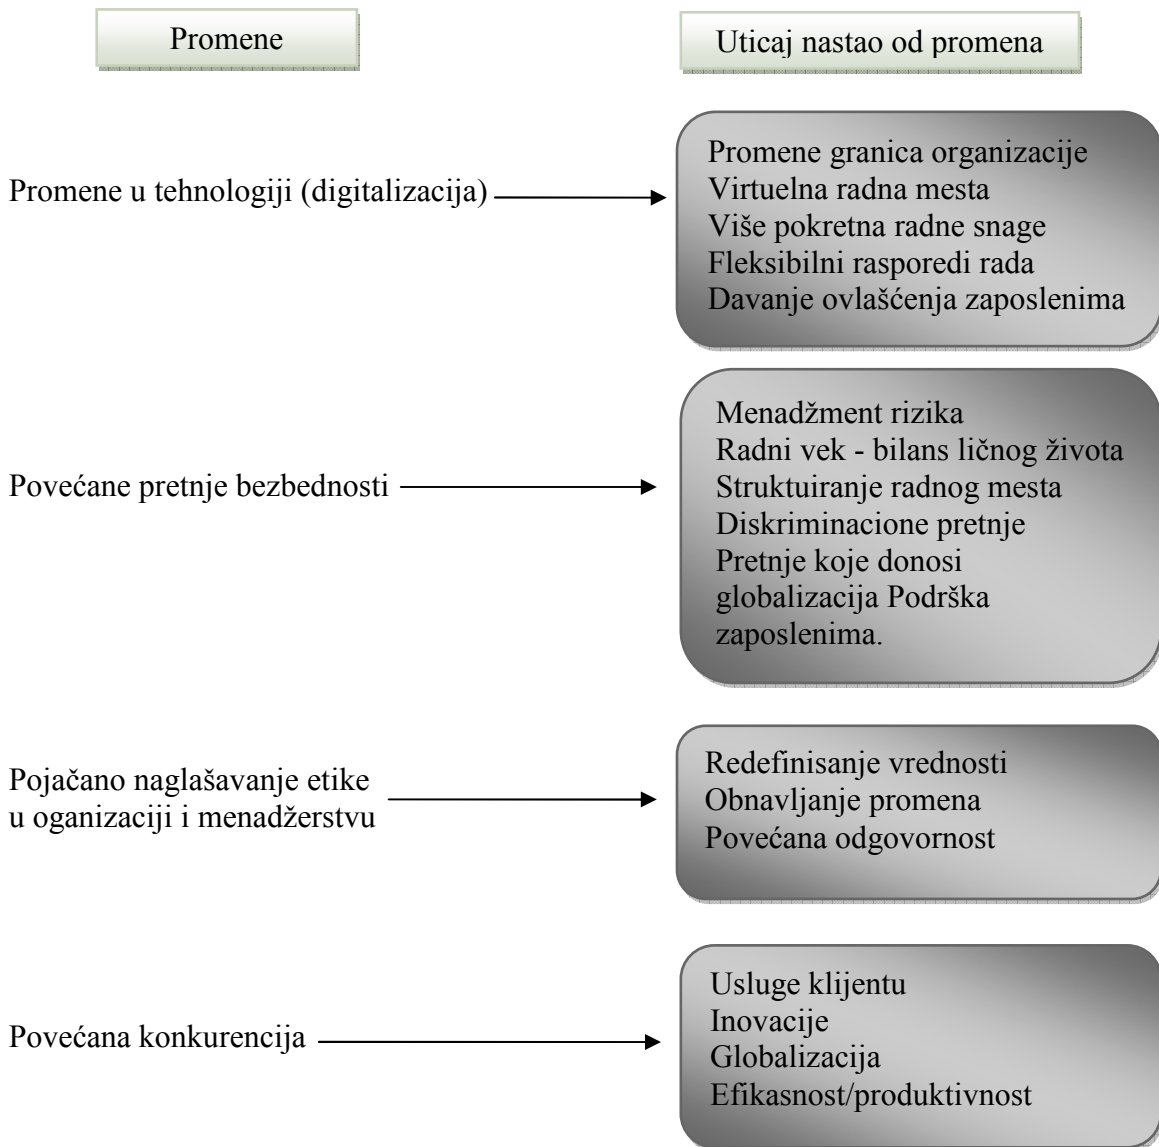 Promene
Uticaj nastao od promena
Promene u tehnologiji (digitalizacija)
Promene granica organizacije
Virtuelna radna mesta
Više pokretna radne snage
Fleksibilni rasporedi rada
Davanje ovlašćenja zaposlenima
Povećane pretnje bezbednosti
Menadžment rizika
Radni vek - bilans ličnog života
Struktuiranje radnog mesta
Diskriminacione pretnje
Pretnje koje donosi
globalizacija Podrška
zaposlenima.
Pojačano naglašavanje etike
u oganizaciji i menadžerstvu
Redefinisanje vrednosti
Obnavljanje promena
Povećana odgovornost
Povećana konkurencija
Usluge klijentu
Inovacije
Globalizacija
Efikasnost/produktivnost